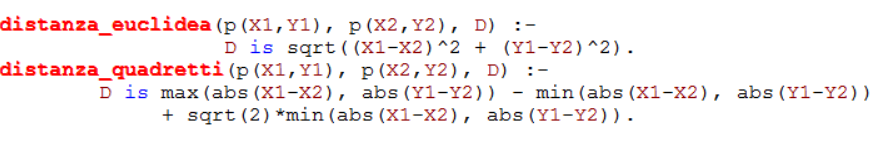 distanza_euclidea(p(X1,Y1), p(X2,Y2), D) :-
D is sqrt((X1-X2)^2 + (Y1-Y2)^2).
distanza_quadretti(p(X1,Y1), p(X2,Y2), D) :-
D is max(abs(X1-X2), abs(Y1-Y2)) - min(abs(X1-X2), abs(Y1-Y2))
+ sqrt(2)*min(abs(X1-X2), abs(Y1-Y2)).